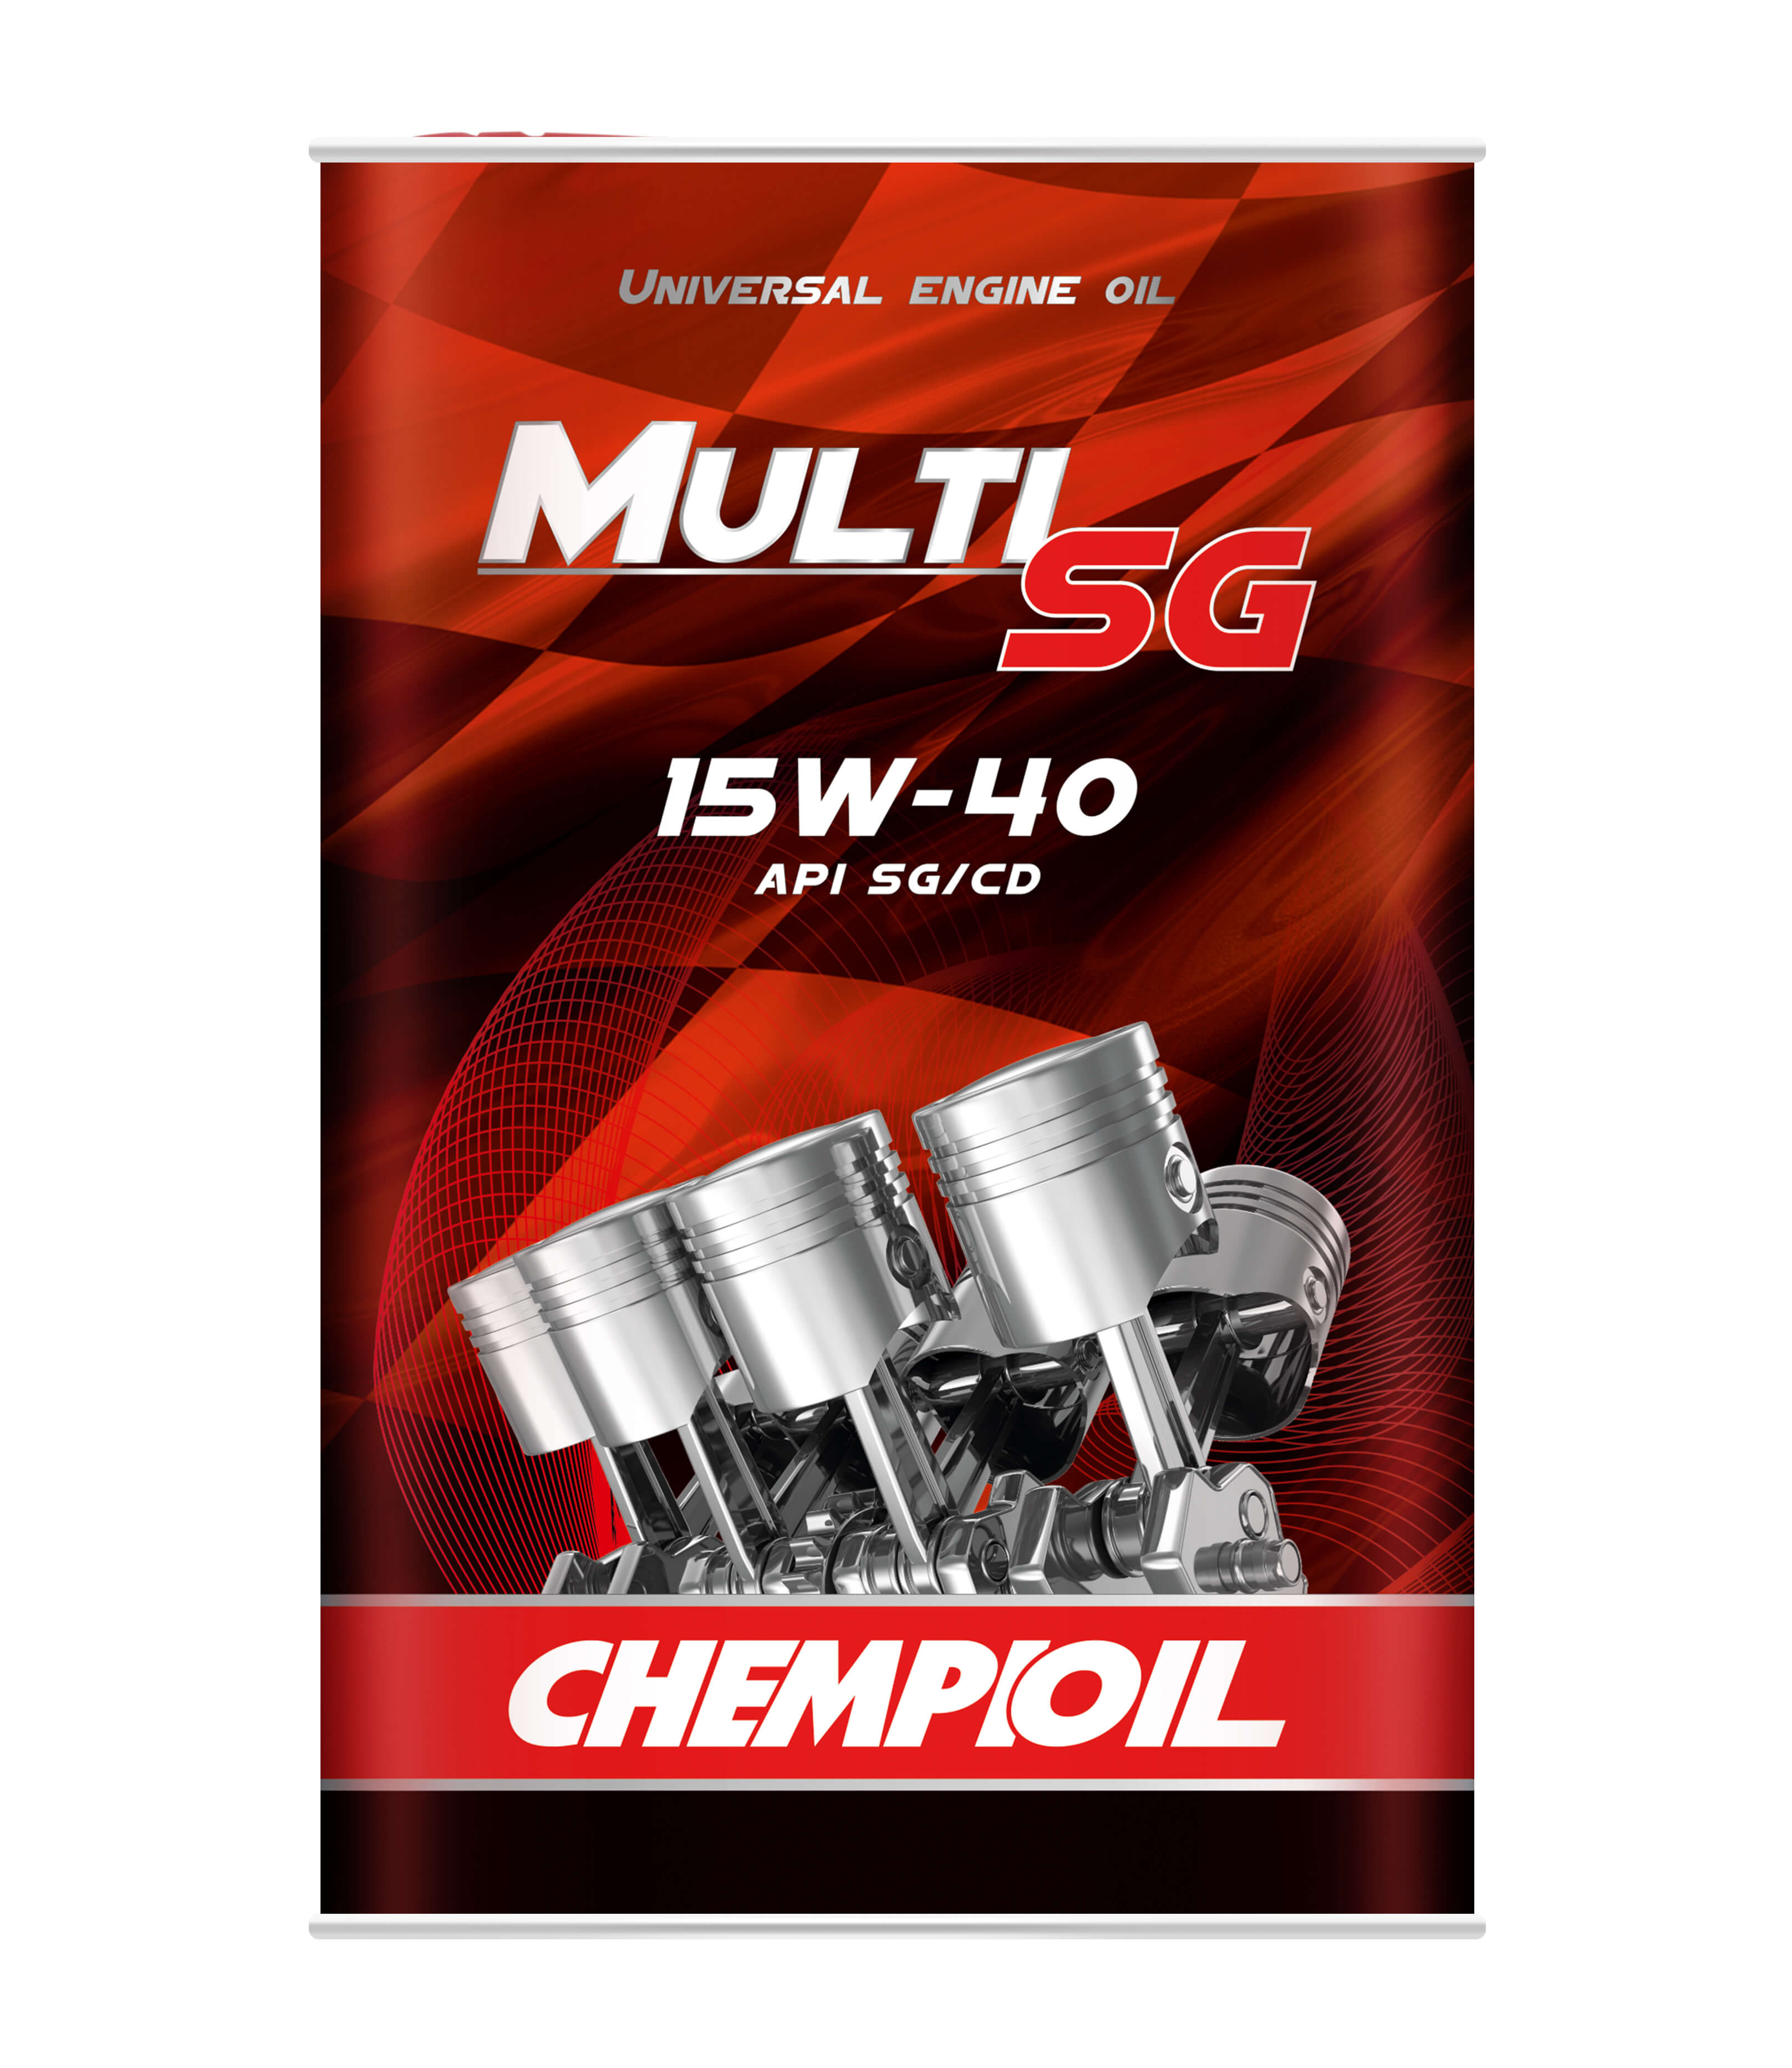 Universal engine oil
Multi
SG
15W-40
API SG/CD
CHEMPIOIL